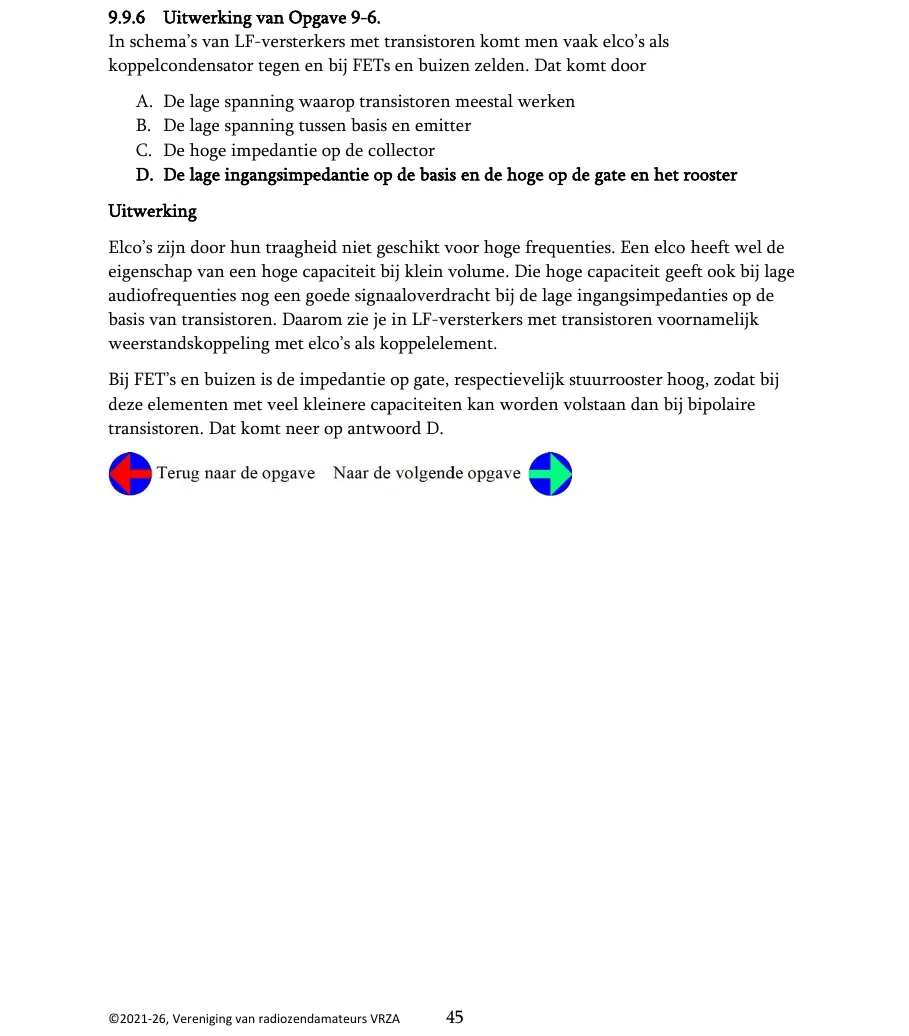 9.9.6 Uitwerking van Opgave 9-6.
In schema’s van LF-versterkers met transistoren komt men vaak elco’s als
koppelcondensator tegen en bij FETs en buizen zelden. Dat komt door
A. De lage spanning waarop transistoren meestal werken
B. De lage spanning tussen basis en emitter
C. De hoge impedantie op de collector
D. De lage ingangsimpedantie op de basis en de hoge op de gate en het rooster
Uitwerking
Elco’s zijn door hun traagheid niet geschikt voor hoge frequenties. Een elco heeft wel de
eigenschap van een hoge capaciteit bij klein volume. Die hoge capaciteit geeft ook bij lage
audiofrequenties nog een goede signaaloverdracht bij de lage ingangsimpedanties op de
basis van transistoren. Daarom zie je in LF-versterkers met transistoren voornamelijk
weerstandskoppeling met elco’s als koppelelement.
Bij FET’s en buizen is de impedantie op gate, respectievelijk stuurrooster hoog, zodat bij
deze elementen met veel kleinere capaciteiten kan worden volstaan dan bij bipolaire
transistoren. Dat komt neer op antwoord D.
Terug naar de opgave Naar de volgende opgave
©2021-26, Vereniging van radiozendamateurs VRZA 45